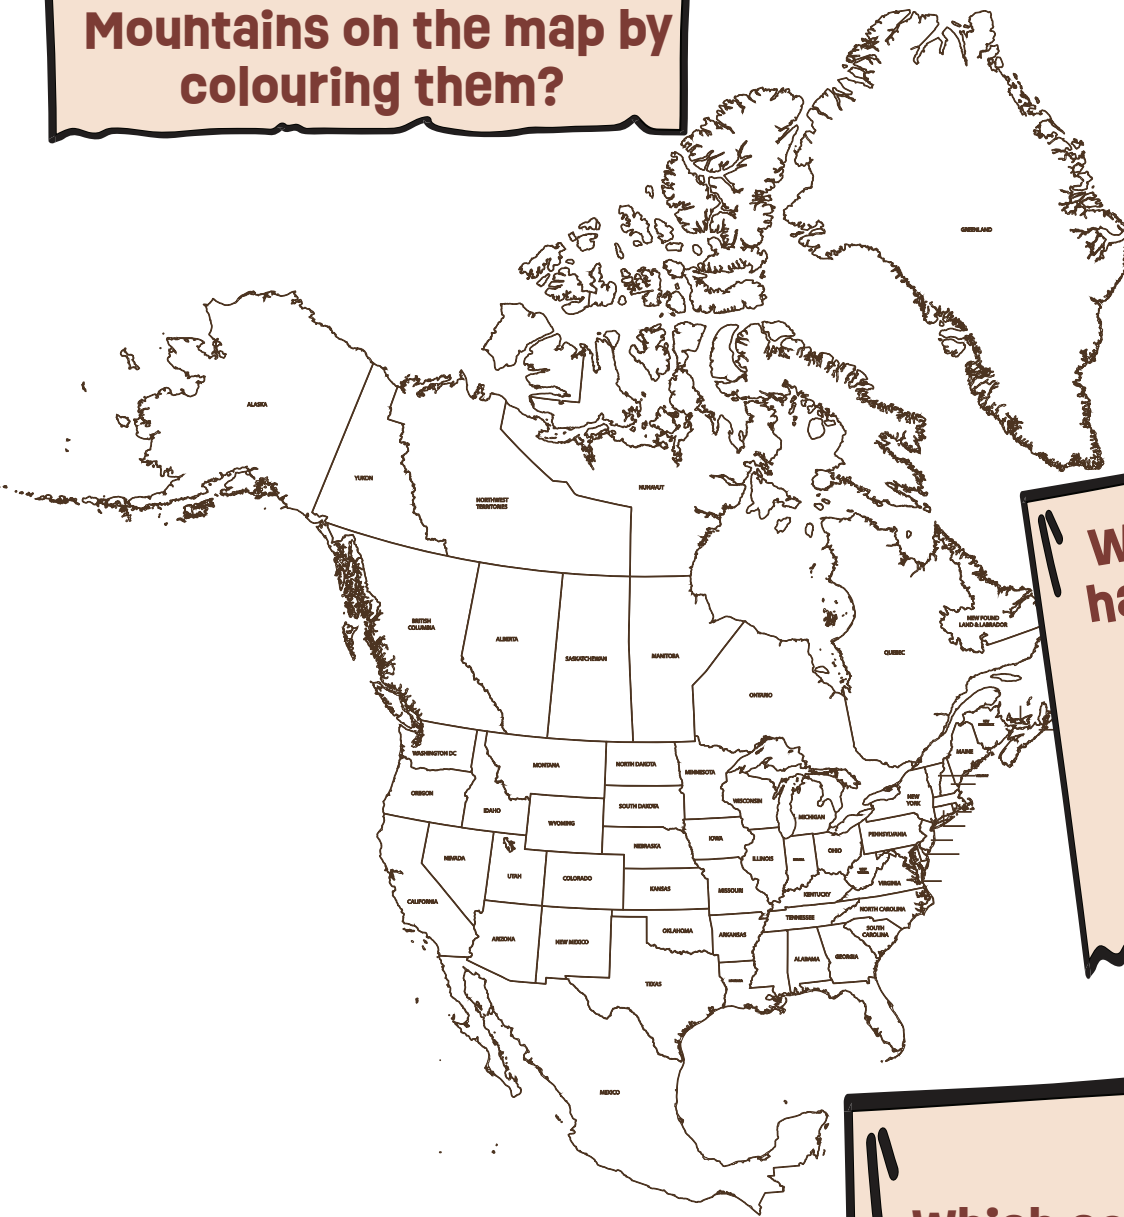 Mountains on the map by
colouring them?
GREENLAND
ALASKA
YUKON
NORTHWEST
TERRITORIES
NUNAVUT
W
ha
BRITISH
COLUMBIA
ALBERTA
SASKATCHEWAN
MANITOBA
ONTARIO
QUEBEC
NEW FOUND
LAND & LABRADOR
WASHINGTON DC
MONTANA
NORTH DAKOTA
MINNESOTA
MAINE
OREGON
IDAHO
WYOMING
SOUTH DAKOTA
WISCONSIN
MICHIGAN
NEW
YORK
NEVADA
UTAH
COLORADO
NEBRASKA
IOWA
ILLINOIS
OHIO
PENNSYLVANIA
CALIFORNIA
KANSAS
MISSOURI
KENTUCKY
VIRGINIA
ARIZONA
NEW MEXICO
OKLAHOMA
ARKANSAS
TENNESSEE
NORTH CAROLINA
SOUTH
CAROLINA
TEXAS
ALABAMA
GEORGIA
MEXICO